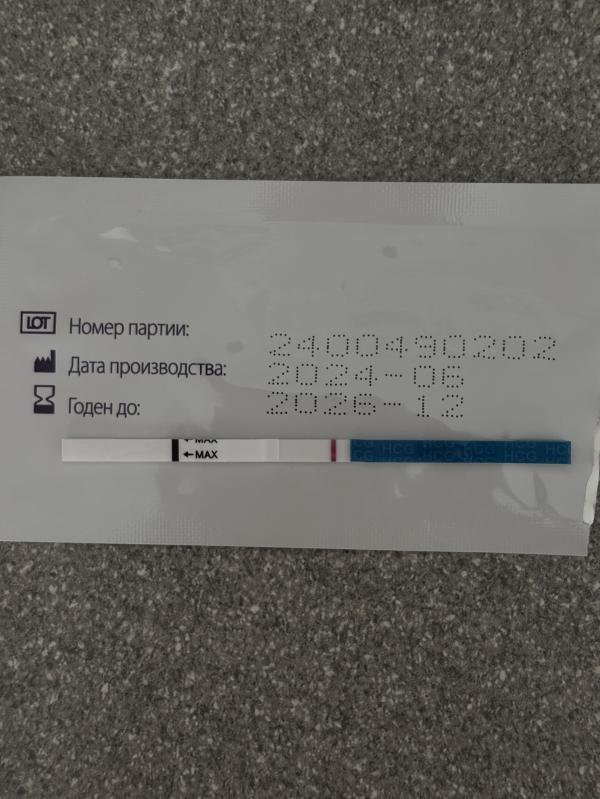 LOT Номер партии: 2400490202
Дата производства: 2024-06
Годен до: 2026-12
←MAX
←MAX HCG HCG HCG HCG